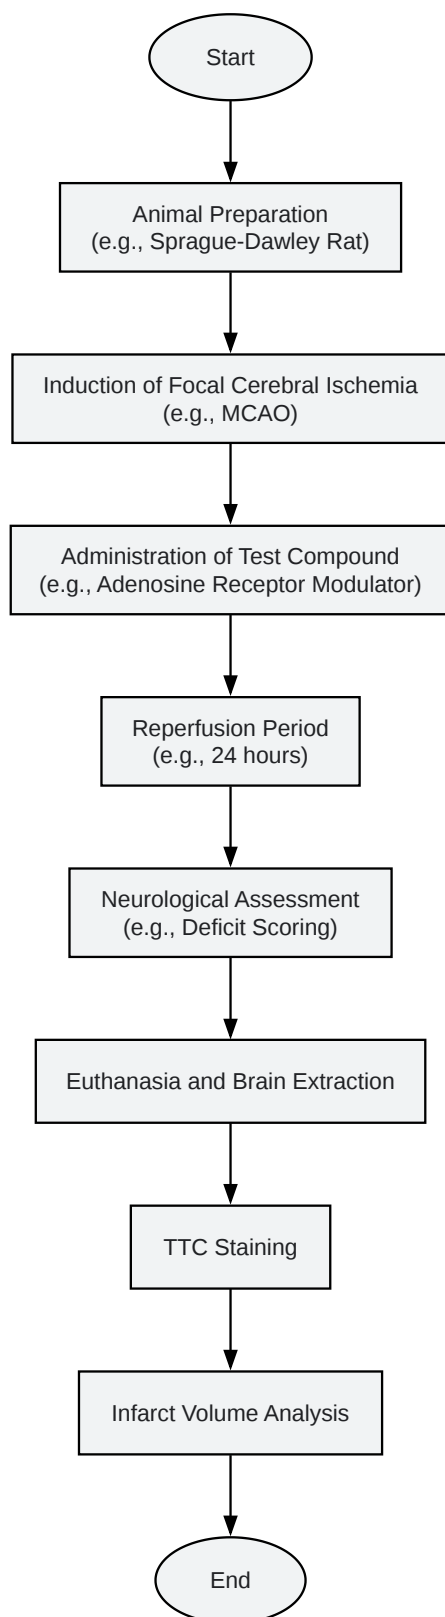 Start
Animal Preparation
(e.g., Sprague-Dawley Rat)
Induction of Focal Cerebral Ischemia
(e.g., MCAO)
Administration of Test Compound
(e.g., Adenosine Receptor Modulator)
Reperfusion Period
(e.g., 24 hours)
Neurological Assessment
(e.g., Deficit Scoring)
Euthanasia and Brain Extraction
TTC Staining
Infarct Volume Analysis
End